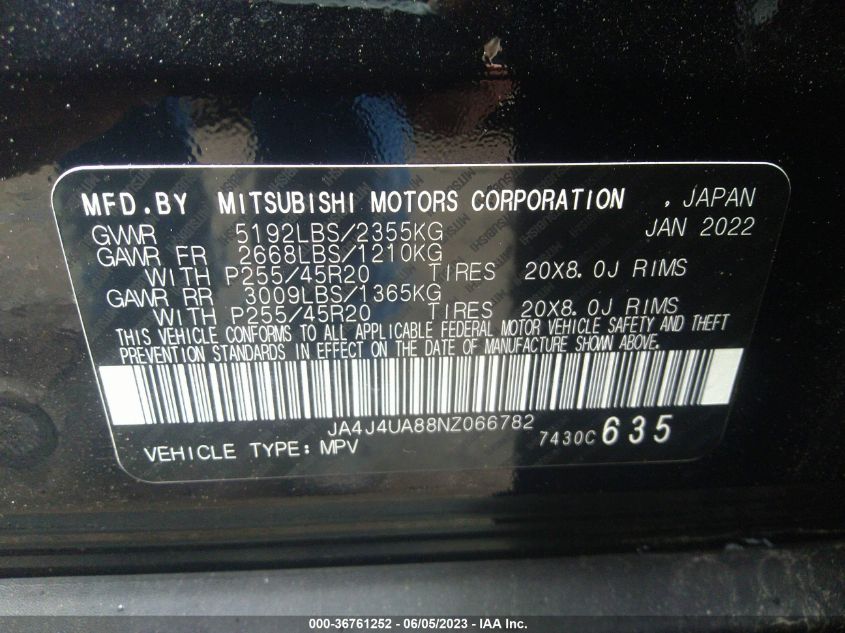 MFD.BY MITSUBISHI MOTORS CORPORATION , JAPAN
GVWR 5192LBS/2355KG JAN 2022
GAWR FR 2668LBS/1210KG
WITH P255/45R20 TIRES 20X8.0J RIMS
GAWR RR 3009LBS/1365KG
WITH P255/45R20 TIRES 20X8.0J RIMS
THIS VEHICLE CONFORMS TO ALL APPLICABLE FEDERAL MOTOR VEHICLE SAFETY AND THEFT
PREVENTION STANDARDS IN EFFECT ON THE DATE OF MANUFACTURE SHOWN ABOVE.
JA4J4UA88NZ066782
VEHICLE TYPE:MPV 7430C 635
000-36761252 - 06/05/2023 - IAA Inc.